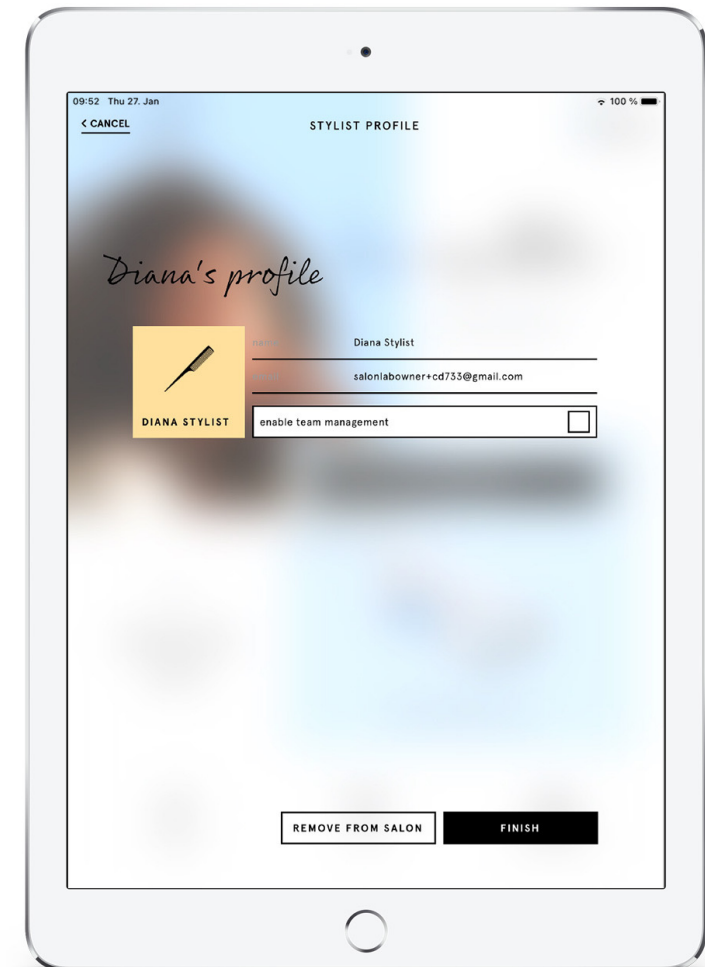 09:52 Thu 27. Jan 100 %
< CANCEL STYLIST PROFILE
Diana's profile
name Diana Stylist
salonlabowner+cd733@gmail.com
DIANA STYLIST enable team management
REMOVE FROM SALON FINISH